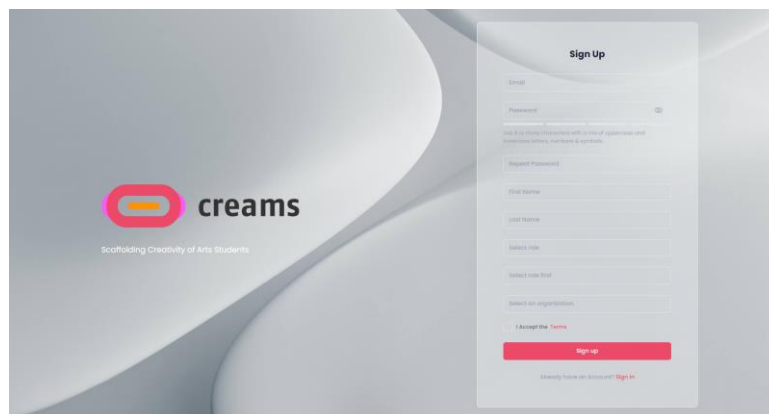 creams
Scaffolding Creativity of Arts Students
Sign Up
Email
Password
Use 8 or more characters with a mix of uppercase and
lowercase letters, numbers & symbols.
Repeat Password
First Name
Last Name
Select role
Select role first
Select an organization
I Accept the Terms
Sign up
Already have an Account? Sign in